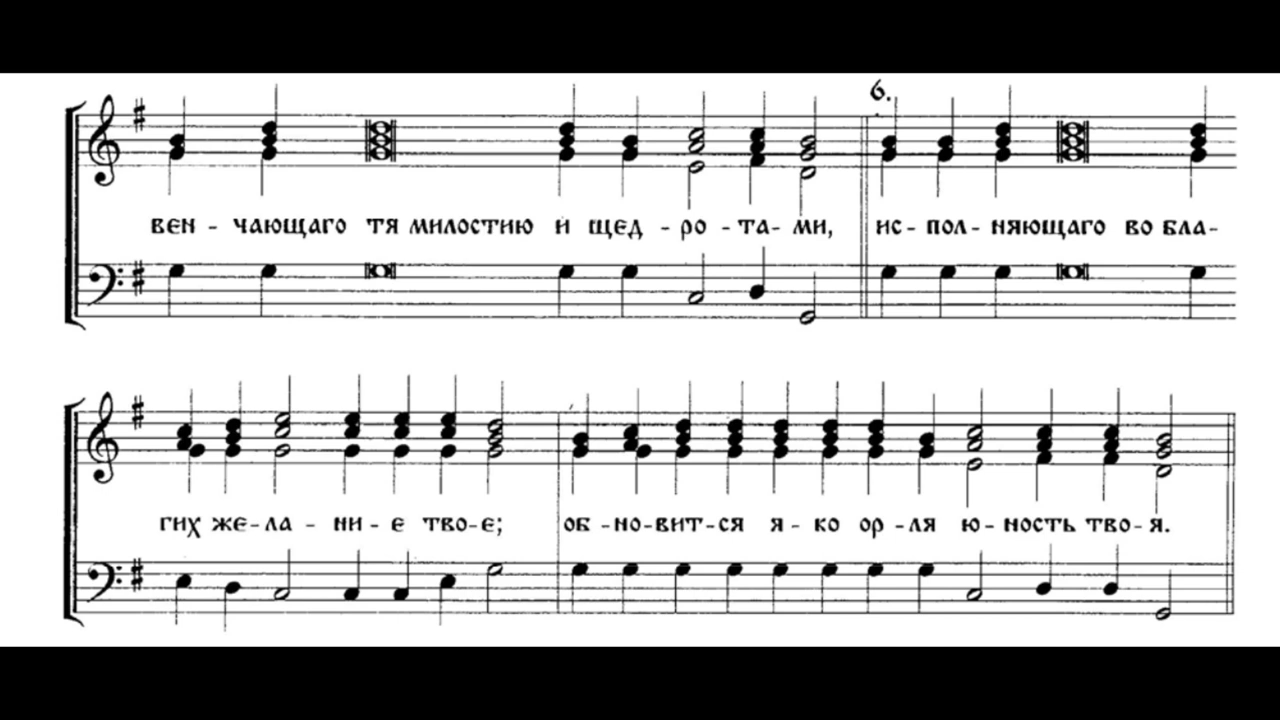 6.
вен - чающаго тя милостию и щед - ро - та - ми, ис - пол - няющаго во бла -
гих же - ла - ни - е тво - е; об - но - вит - ся я - ко ор - ля ю - ность тво - я.